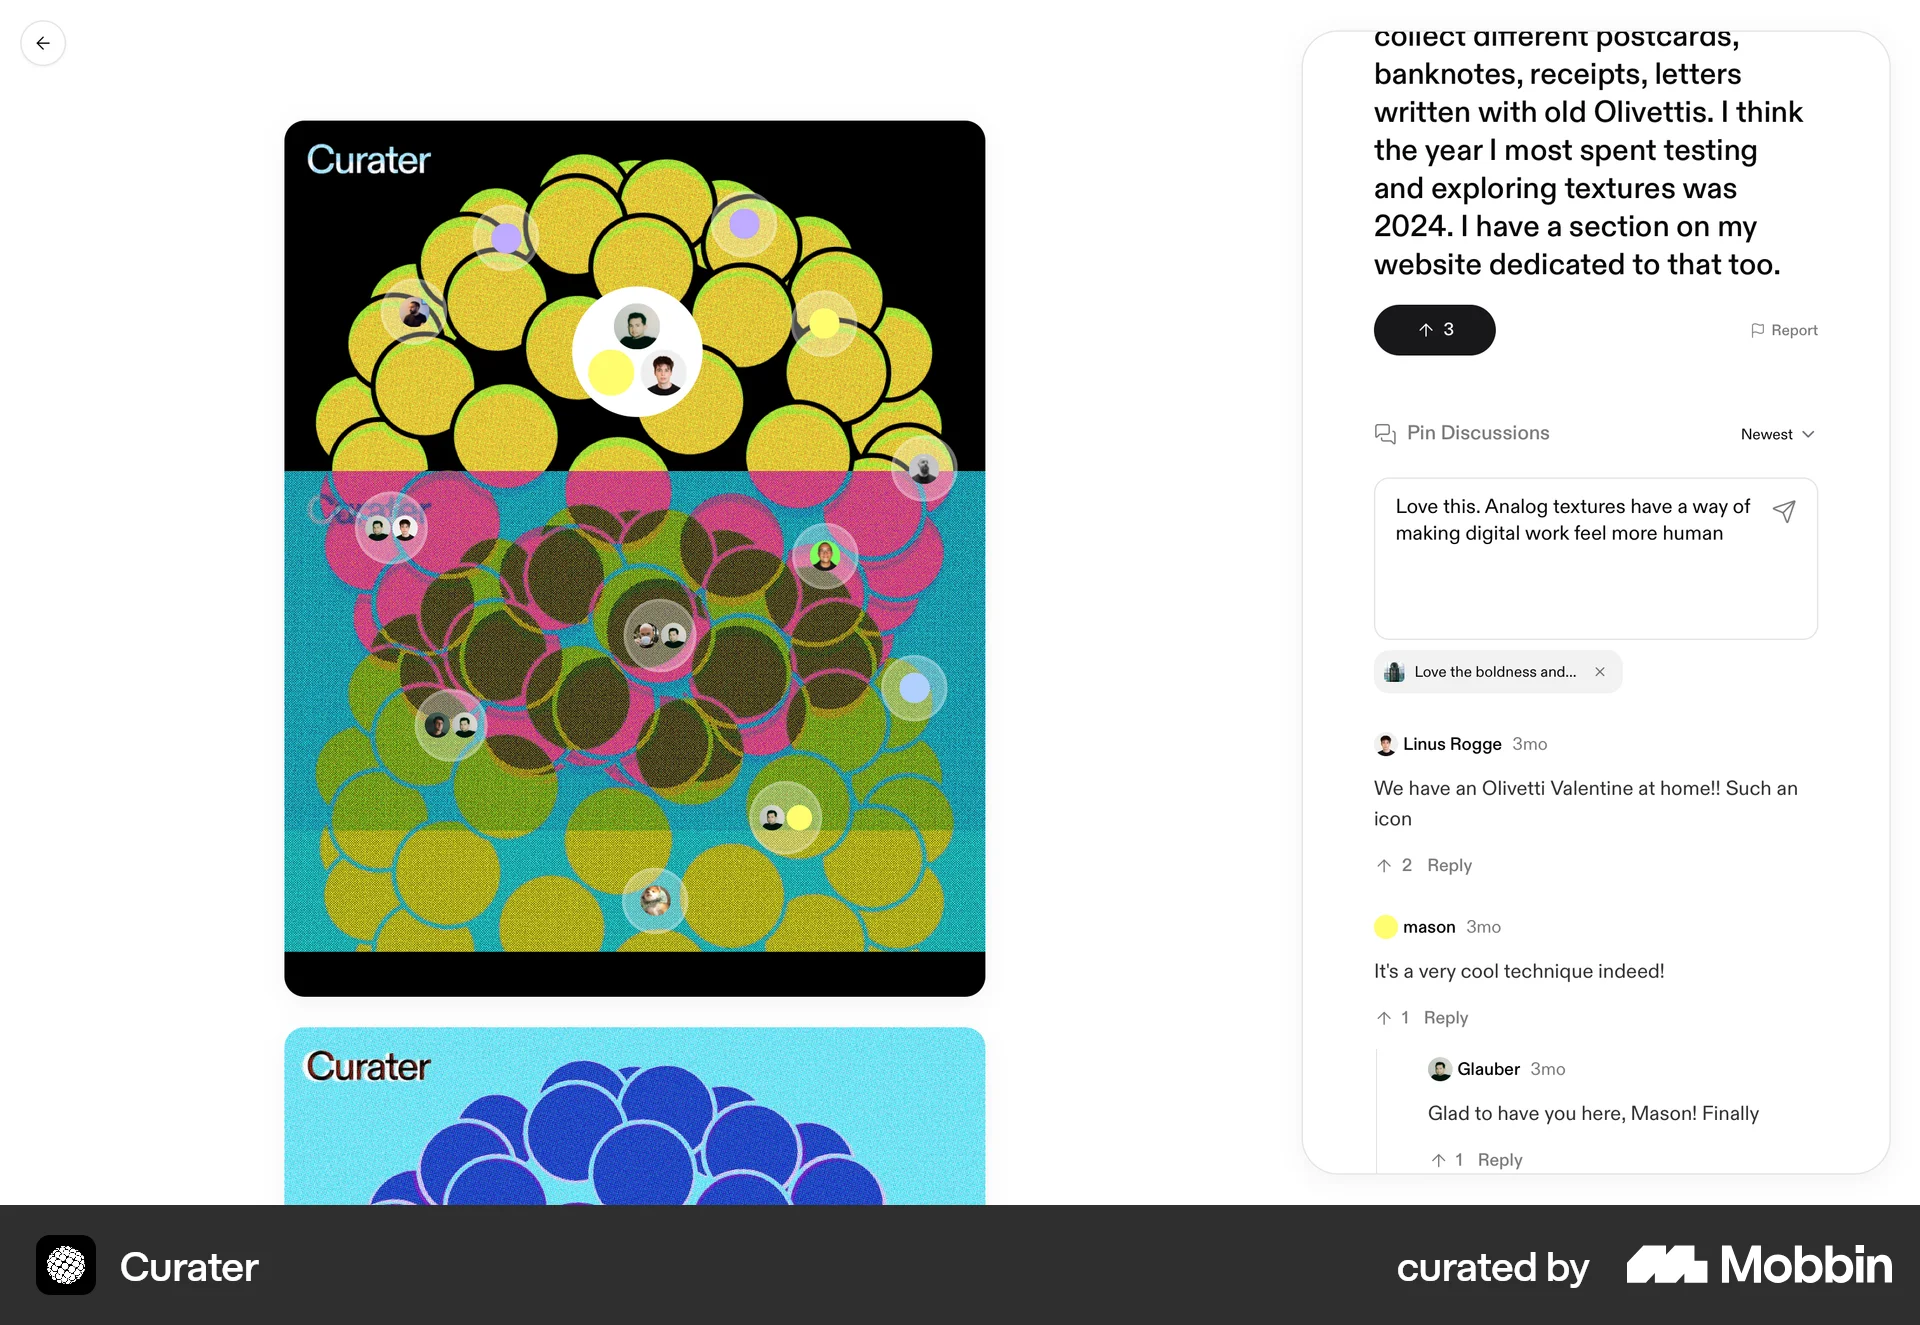 Curater
Curater
Curater
collect different postcards,
banknotes, receipts, letters
written with old Olivettis. I think
the year I most spent testing
and exploring textures was
2024. I have a section on my
website dedicated to that too.
3
Report
Pin Discussions
Newest
Love this. Analog textures have a way of
making digital work feel more human
Love the boldness and...
Linus Rogge 3mo
We have an Olivetti Valentine at home!! Such an
icon
2 Reply
mason 3mo
It's a very cool technique indeed!
1 Reply
Glauber 3mo
Glad to have you here, Mason! Finally
1 Reply
Curater
curated by
Mobbin